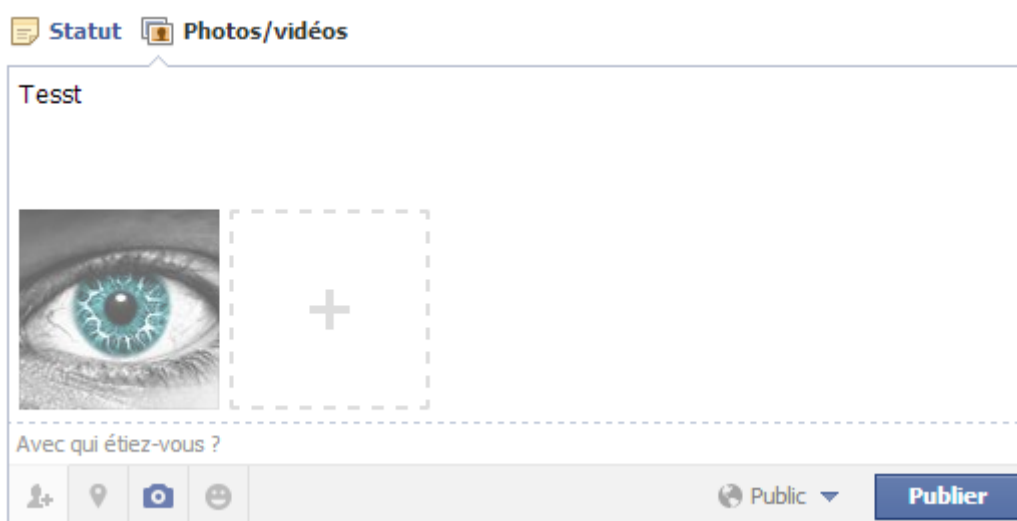 Statut Photos/vidéos
Tesst
Avec qui étiez-vous ?
Public Publier